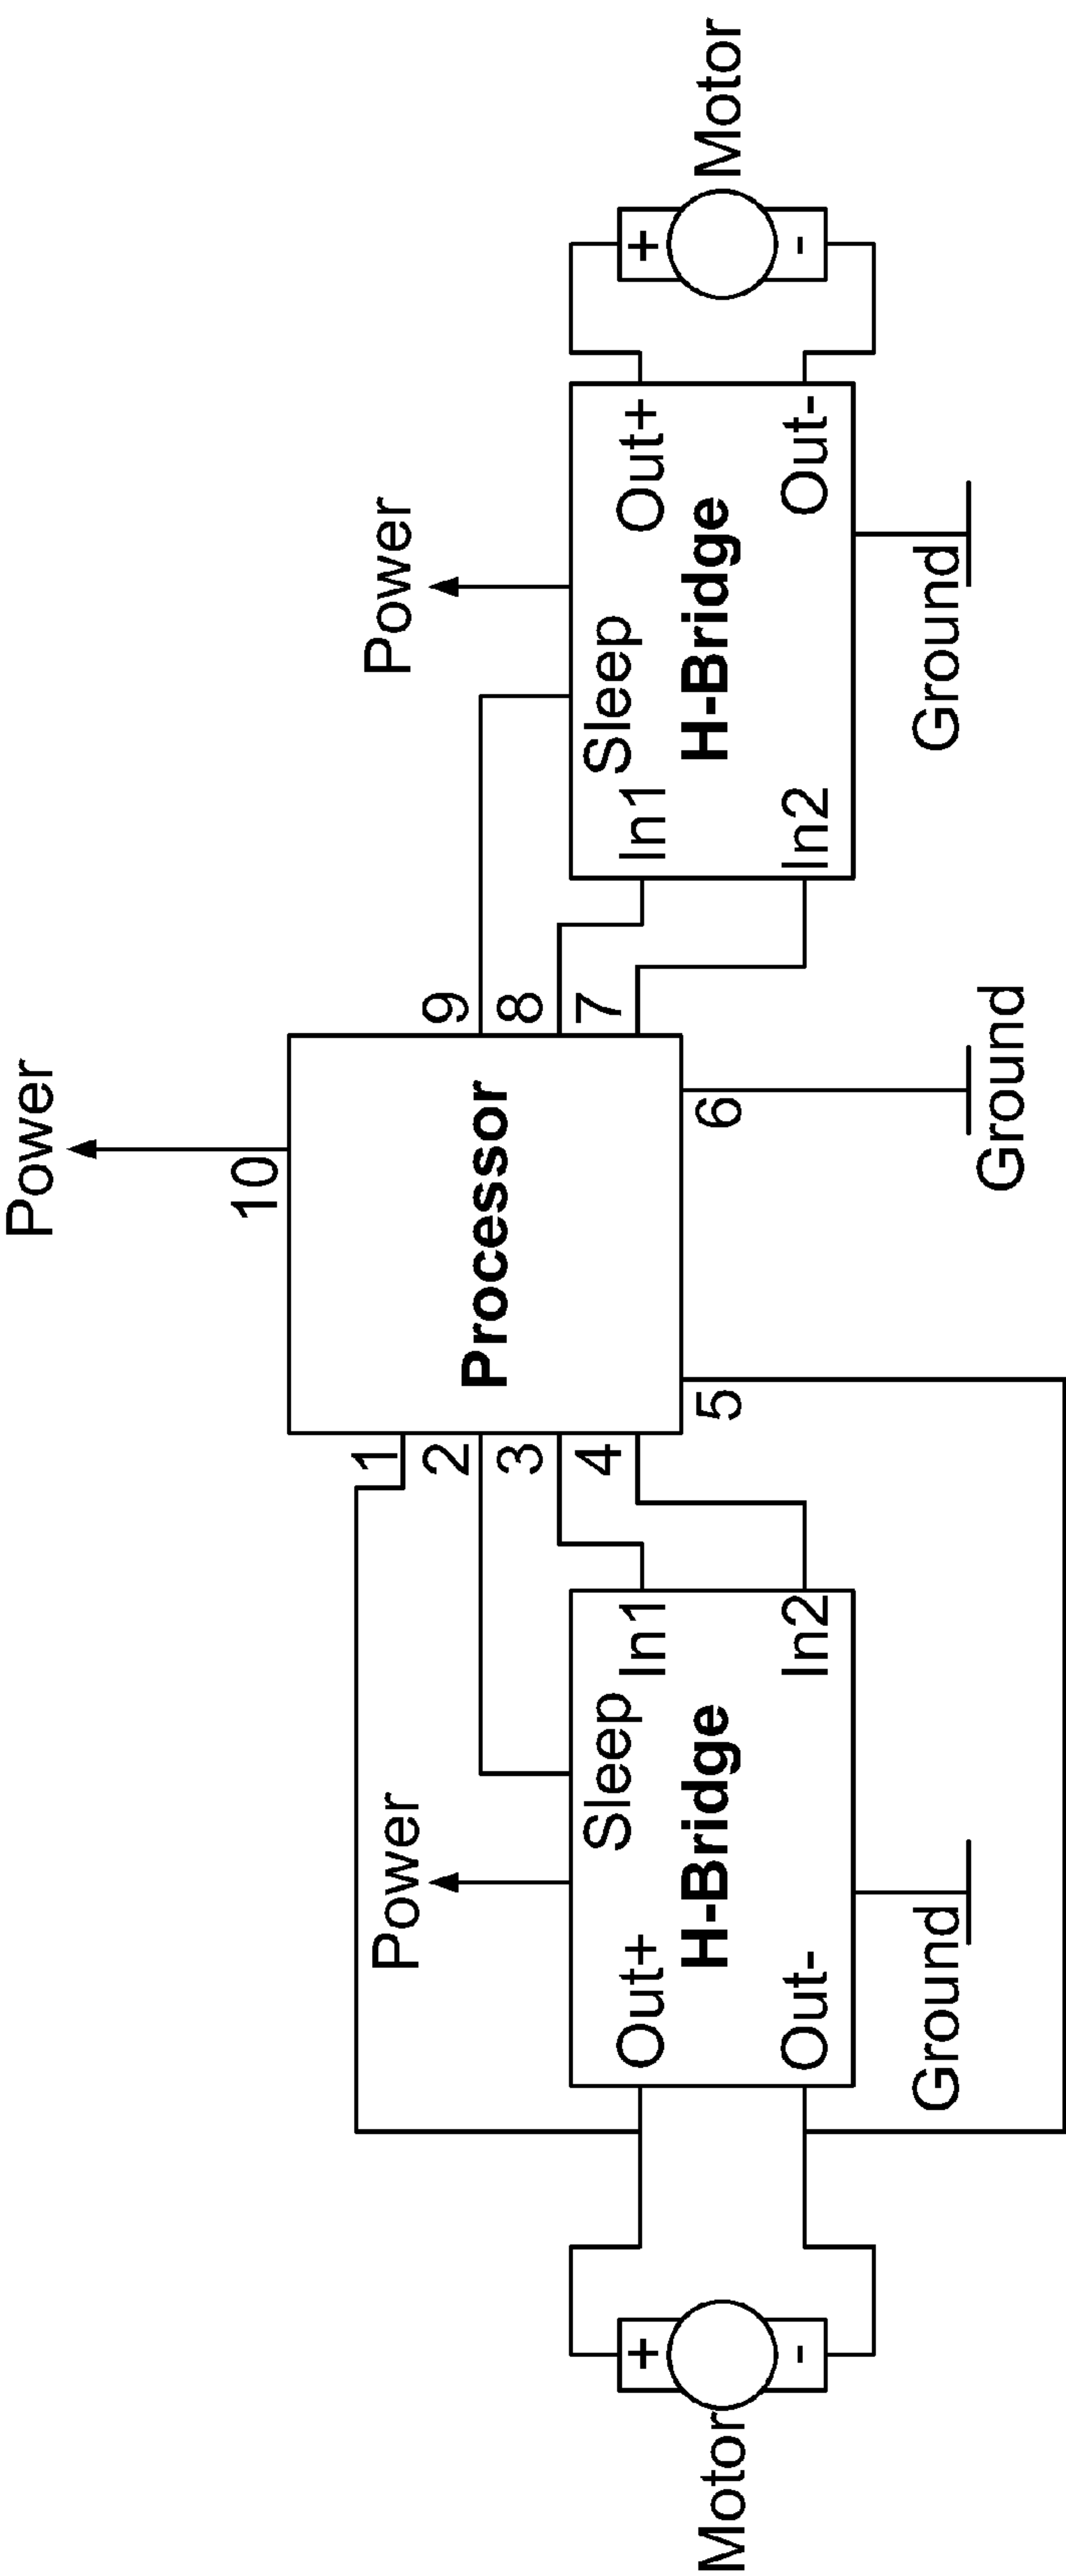 Power
10
Processor
1
2
3
4
5
6
7
8
9
Ground
Power
Sleep
Out+
In1
H-Bridge
Out-
In2
Ground
+
-
Motor
Power
Sleep
In1
Out+
H-Bridge
In2
Out-
Ground
+
-
Motor